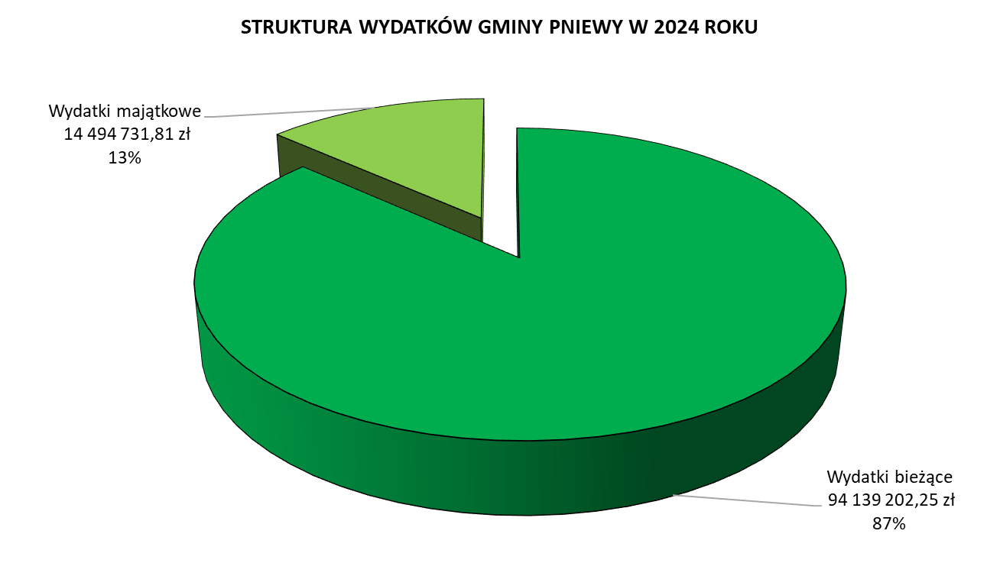 STRUKTURA WYDATKÓW GMINY PNIEWY W 2024 ROKU
Wydatki majątkowe
14 494 731,81 zł
13%
Wydatki bieżące
94 139 202,25 zł
87%